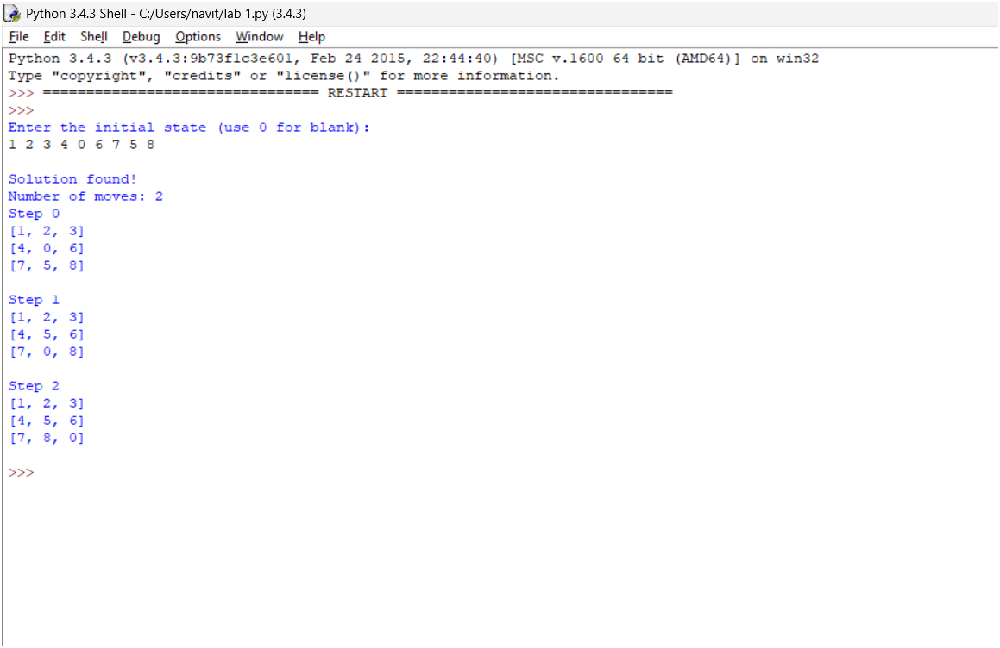 Python 3.4.3 Shell - C:/Users/navit/lab 1.py (3.4.3)
File Edit Shell Debug Options Window Help
Python 3.4.3 (v3.4.3:9b73f1c3e601, Feb 24 2015, 22:44:40) [MSC v.1600 64 bit (AMD64)] on win32
Type "copyright", "credits" or "license()" for more information.
>>> ================================ RESTART ================================
>>>
Enter the initial state (use 0 for blank):
1 2 3 4 0 6 7 5 8
Solution found!
Number of moves: 2
Step 0
[1, 2, 3]
[4, 0, 6]
[7, 5, 8]
Step 1
[1, 2, 3]
[4, 5, 6]
[7, 0, 8]
Step 2
[1, 2, 3]
[4, 5, 6]
[7, 8, 0]
>>>